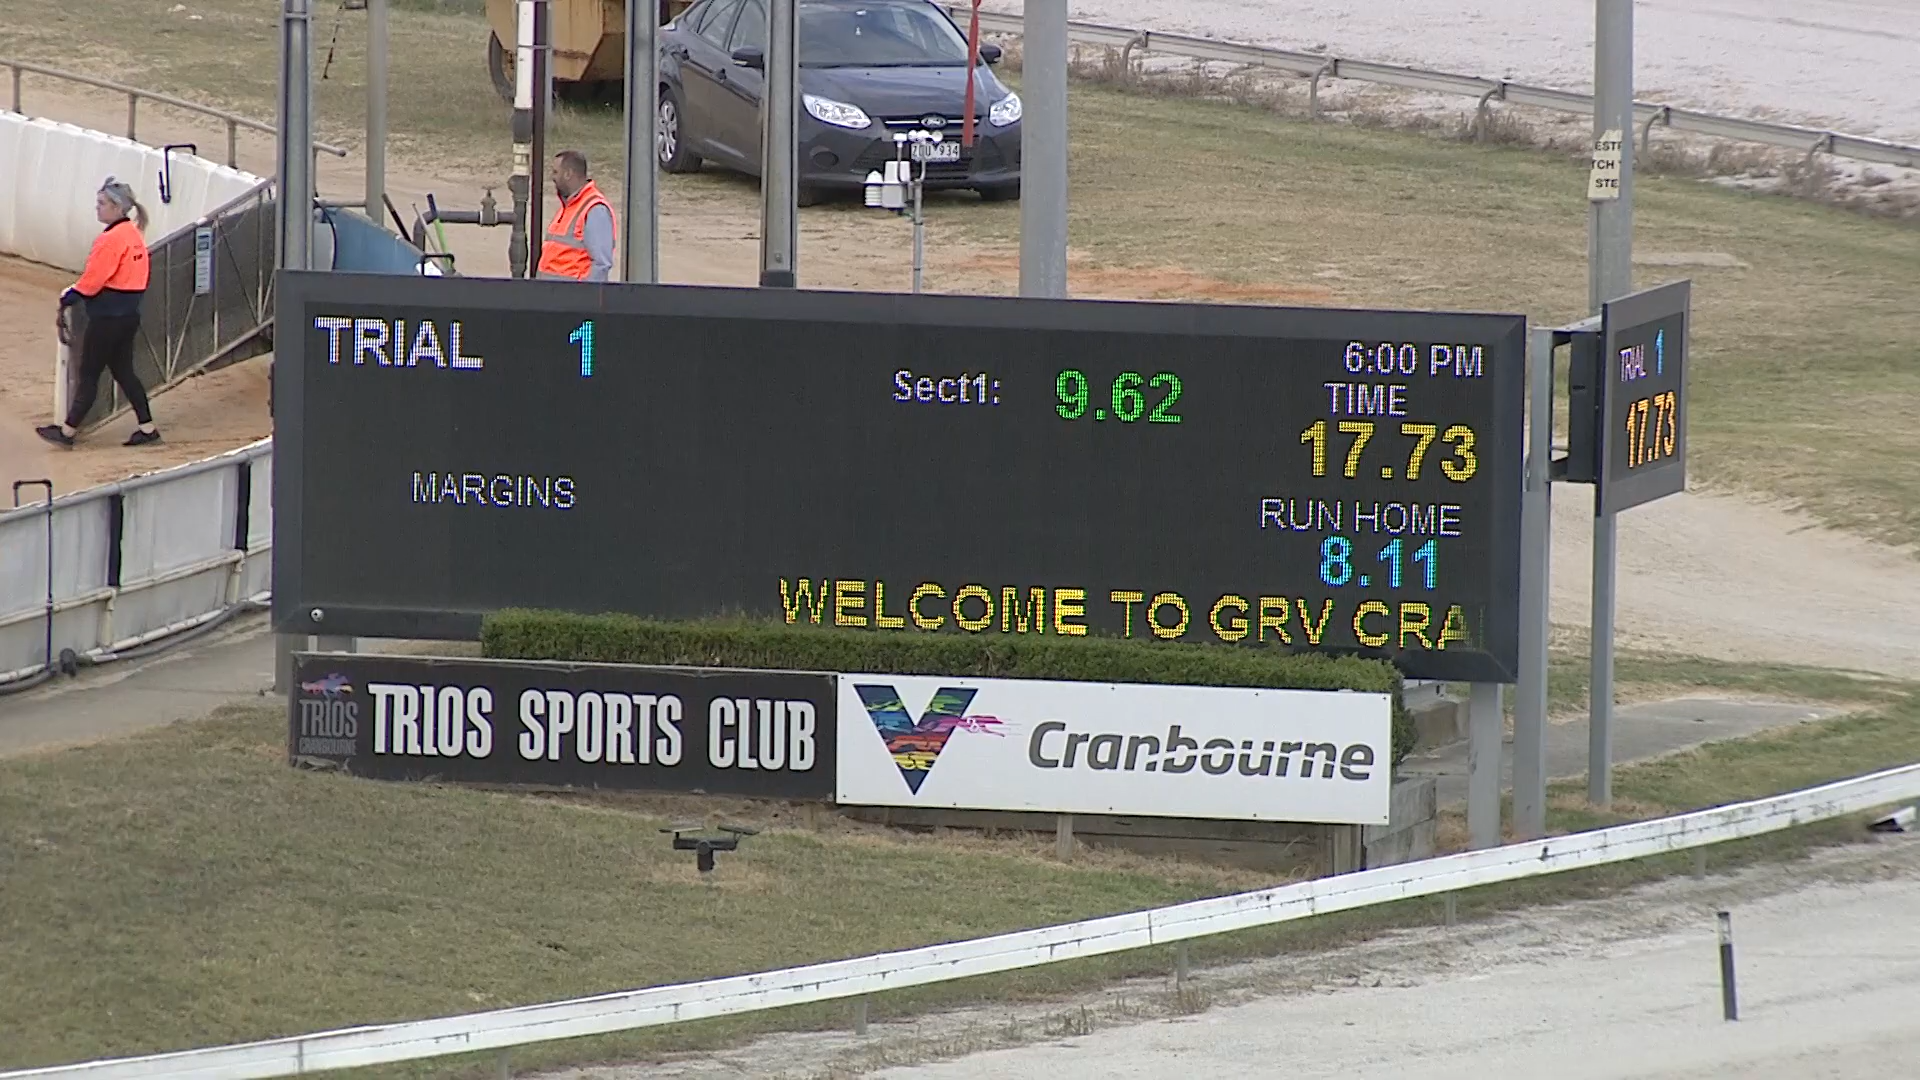 TRIAL 1
Sect1: 9.62
6:00 PM
TIME
17.73
MARGINS
RUN HOME
8.11
WELCOME TO GRV CRA
TRIAL 1
17.73
TRIOS
CRANBOURNE
TRIOS SPORTS CLUB
Cranbourne
Ford
934